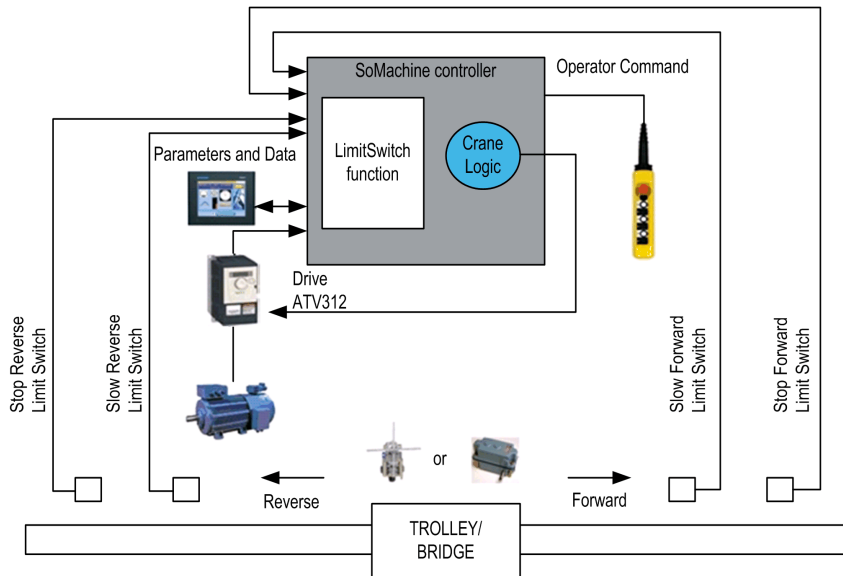 SoMachine controller
Operator Command
LimitSwitch
function
Crane
Logic
Parameters and Data
Drive
ATV312
Stop Reverse
Limit Switch
Slow Reverse
Limit Switch
Slow Forward
Limit Switch
Stop Forward
Limit Switch
or
Reverse
Forward
TROLLEY/
BRIDGE